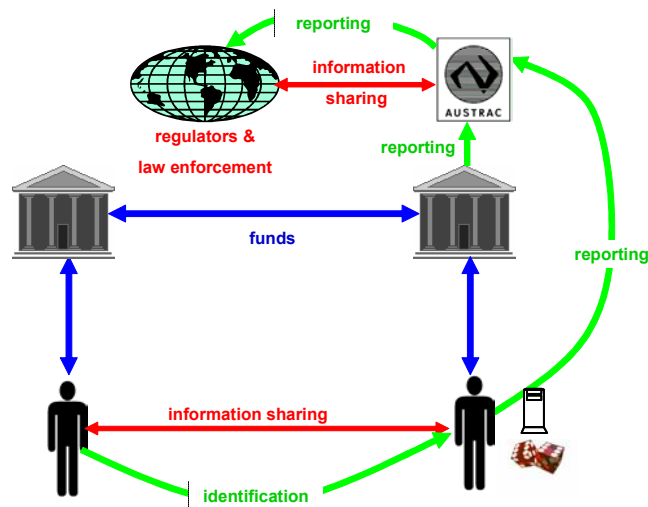 reporting
information
sharing
AUSTRAC
regulators &
law enforcement
reporting
funds
reporting
information sharing
identification